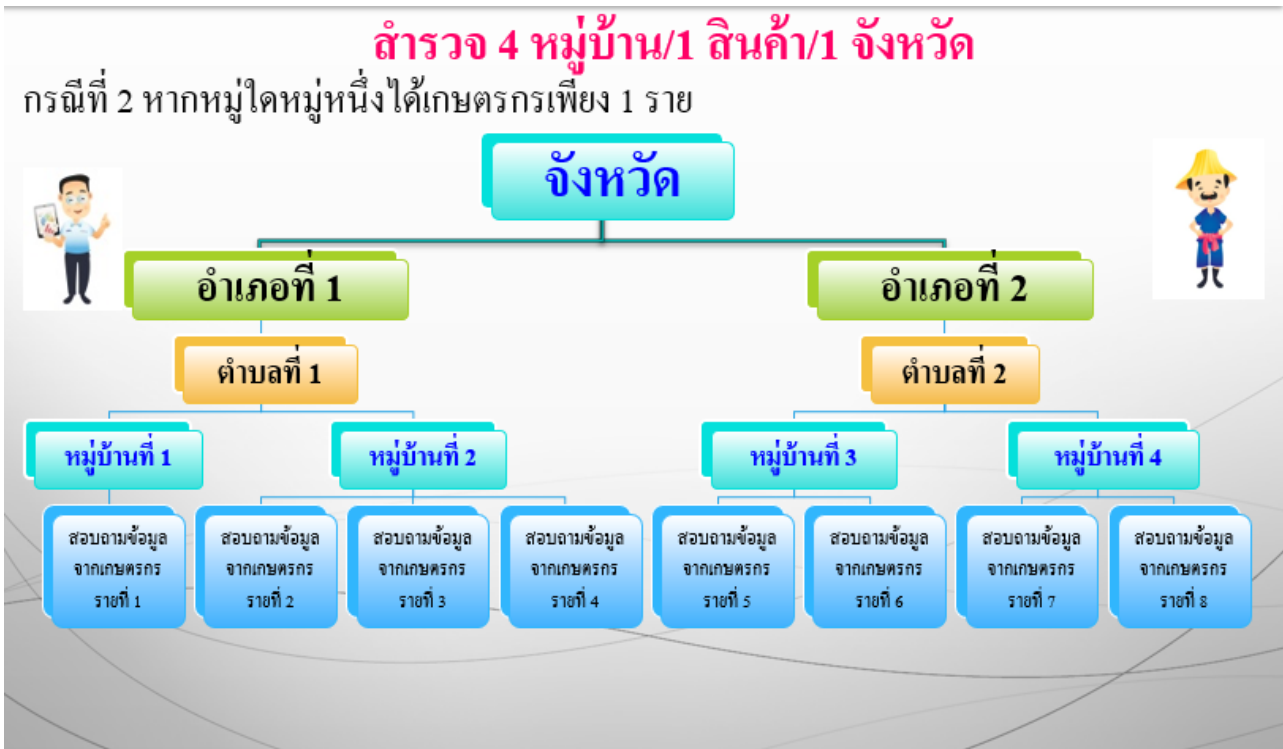 สำรวจ 4 หมู่บ้าน/1 สินค้า/1 จังหวัด
กรณีที่ 2 หากหมู่ใดหมู่หนึ่งได้เกษตรกรเพียง 1 ราย
จังหวัด
อำเภอที่ 1
อำเภอที่ 2
ตำบลที่ 1
ตำบลที่ 2
หมู่บ้านที่ 1
หมู่บ้านที่ 2
หมู่บ้านที่ 3
หมู่บ้านที่ 4
สอบถามข้อมูล
จากเกษตรกร
รายที่ 1
สอบถามข้อมูล
จากเกษตรกร
รายที่ 2
สอบถามข้อมูล
จากเกษตรกร
รายที่ 3
สอบถามข้อมูล
จากเกษตรกร
รายที่ 4
สอบถามข้อมูล
จากเกษตรกร
รายที่ 5
สอบถามข้อมูล
จากเกษตรกร
รายที่ 6
สอบถามข้อมูล
จากเกษตรกร
รายที่ 7
สอบถามข้อมูล
จากเกษตรกร
รายที่ 8